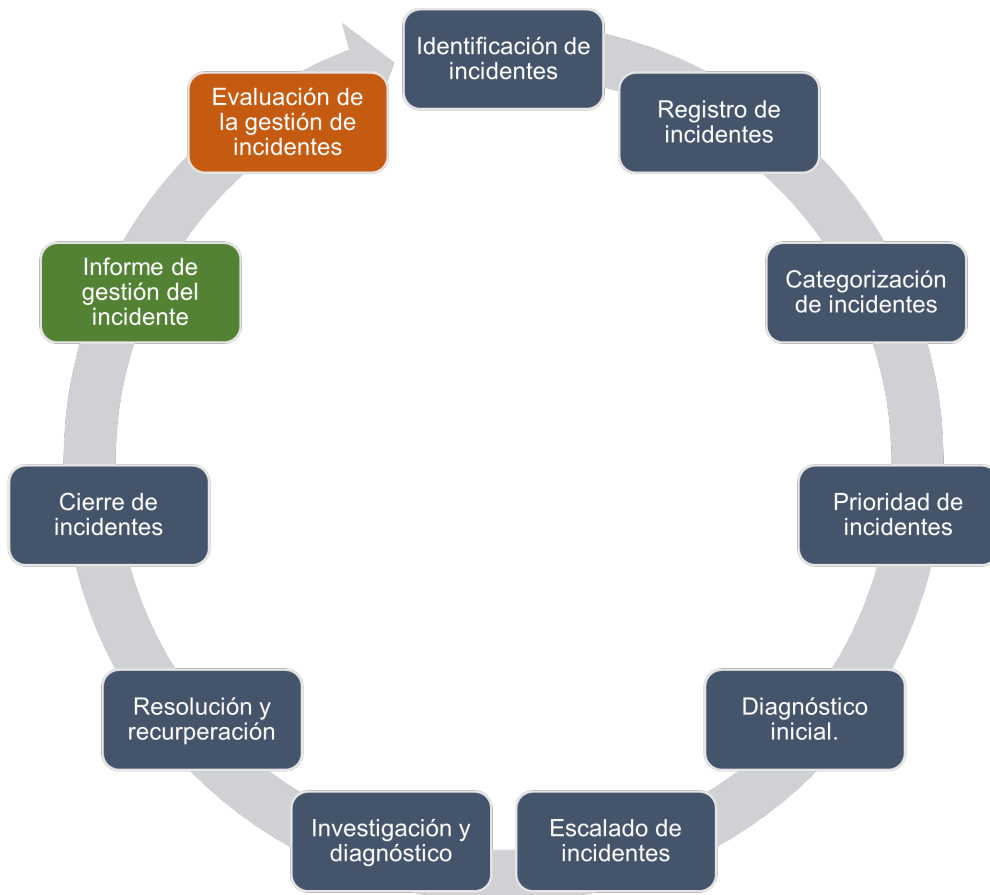 Identificación de
incidentes
Registro de
incidentes
Categorización
de incidentes
Prioridad de
incidentes
Diagnóstico
inicial.
Escalado de
incidentes
Investigación y
diagnóstico
Resolución y
recurperación
Cierre de
incidentes
Informe de
gestión del
incidente
Evaluación de
la gestión de
incidentes